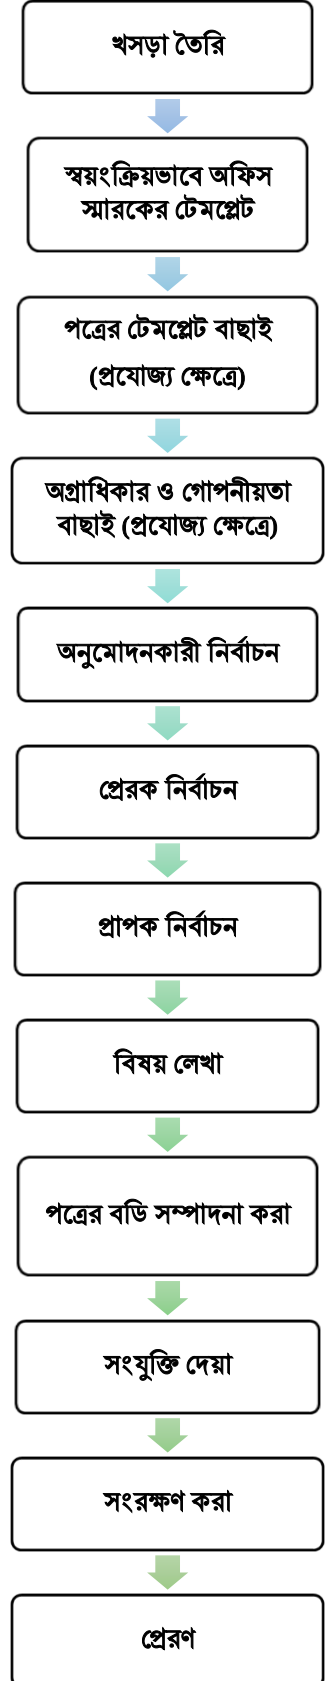 খসড়া তৈরি
স্বয়ংক্রিয়ভাবে অফিস
স্মারকের টেমপ্লেট
পত্রের টেমপ্লেট বাছাই
(প্রযোজ্য ক্ষেত্রে)
অগ্রাধিকার ও গোপনীয়তা
বাছাই (প্রযোজ্য ক্ষেত্রে)
অনুমোদনকারী নির্বাচন
প্রেরক নির্বাচন
প্রাপক নির্বাচন
বিষয় লেখা
পত্রের বডি সম্পাদনা করা
সংযুক্তি দেয়া
সংরক্ষণ করা
প্রেরণ